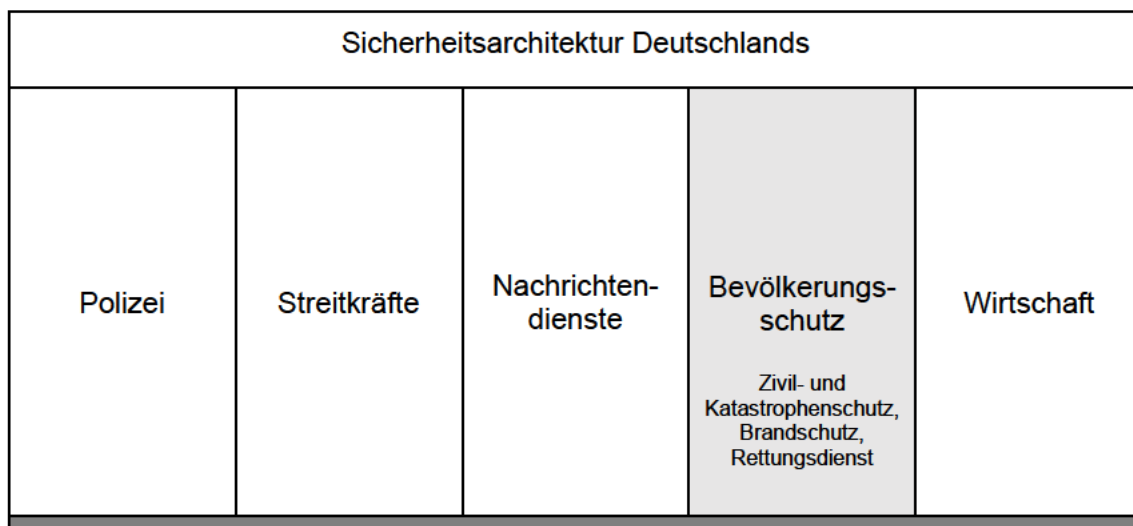 Sicherheitsarchitektur Deutschlands
Polizei
Streitkräfte
Nachrichten-
dienste
Bevölkerungs-
schutz
Zivil- und
Katastrophenschutz,
Brandschutz,
Rettungsdienst
Wirtschaft